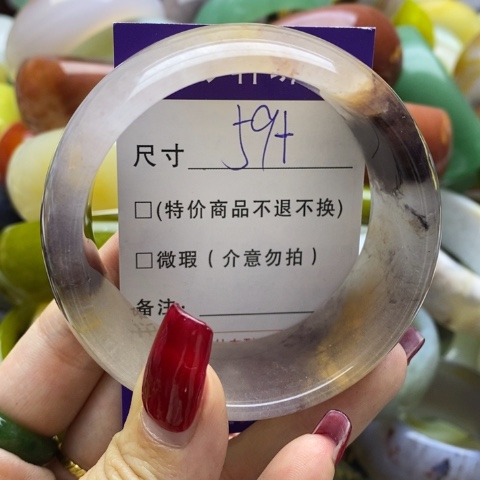 尺寸 59+
□(特价商品不退不换)
□微瑕(介意勿拍)
备注: